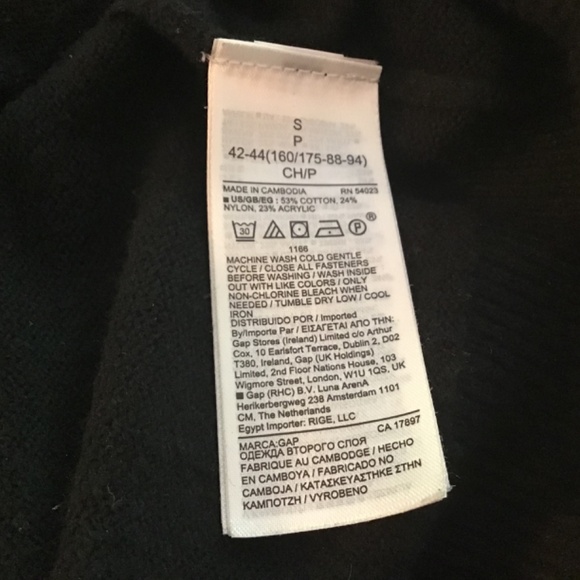 S
P
42-44(160/175-88-94)
CH/P
MADE IN CAMBODIA RN 54023
■ US/GB/EG : 53% COTTON, 24%
NYLON, 23% ACRYLIC
30 P ®
1166
MACHINE WASH COLD GENTLE
CYCLE / CLOSE ALL FASTENERS
BEFORE WASHING / WASH INSIDE
OUT WITH LIKE COLORS / ONLY
NON-CHLORINE BLEACH WHEN
NEEDED / TUMBLE DRY LOW / COOL
IRON
DISTRIBUIDO POR / Imported
By/Importe Par / ΕΙΣΑΓΕΤΑΙ ΑΠΟ ΤΗΝ:
Gap Stores (Ireland) Limited c/o Arthur
Cox, 10 Earlsfort Terrace, Dublin 2, D02
T380, Ireland, Gap (UK Holdings)
Limited, 2nd Floor Nations House, 103
Wigmore Street, London, W1U 1QS, UK
■ Gap (RHC) B.V. Luna ArenA
Herikerbergweg 238 Amsterdam 1101
CM, The Netherlands
Egypt Importer: RIGE, LLC
MARCA:GAP CA 17897
ОДЕЖДА ВТОРОГО СЛОЯ
FABRIQUE AU CAMBODGE / HECHO
EN CAMBOYA / FABRICADO NO
CAMBOJA / ΚΑΤΑΣΚΕΥΑΣΤΗΚΕ ΣΤΗΝ
ΚΑΜΠΟΤΖΗ / VYROBENO